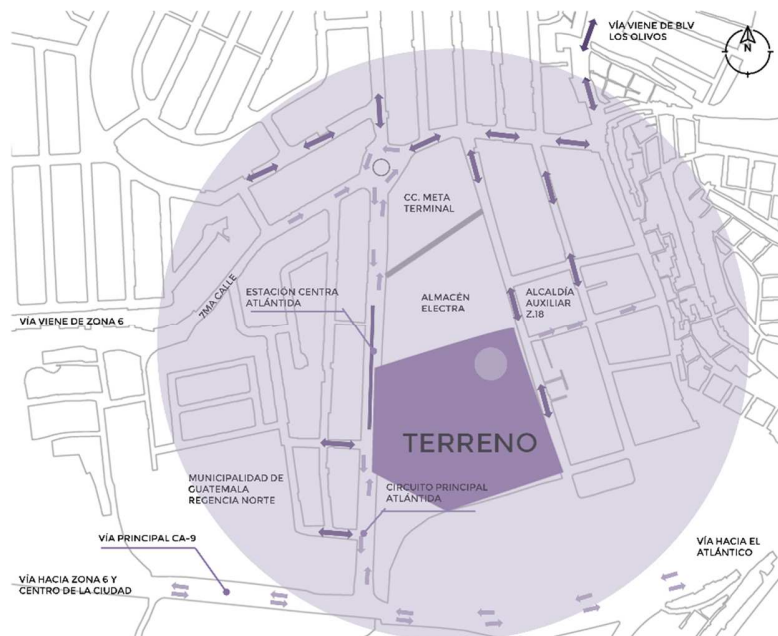 VÍA VIENE DE BLV
LOS OLIVOS
N
CC. META
TERMINAL
7MA CALLE
ESTACIÓN CENTRA
ATLÁNTIDA
ALMACÉN
ELECTRA
ALCALDÍA
AUXILIAR
Z.18
VÍA VIENE DE ZONA 6
TERRENO
MUNICIPALIDAD DE
GUATEMALA
REGENCIA NORTE
CIRCUITO PRINCIPAL
ATLÁNTIDA
VÍA PRINCIPAL CA-9
VÍA HACIA EL
ATLÁNTICO
VÍA HACIA ZONA 6 Y
CENTRO DE LA CIUDAD